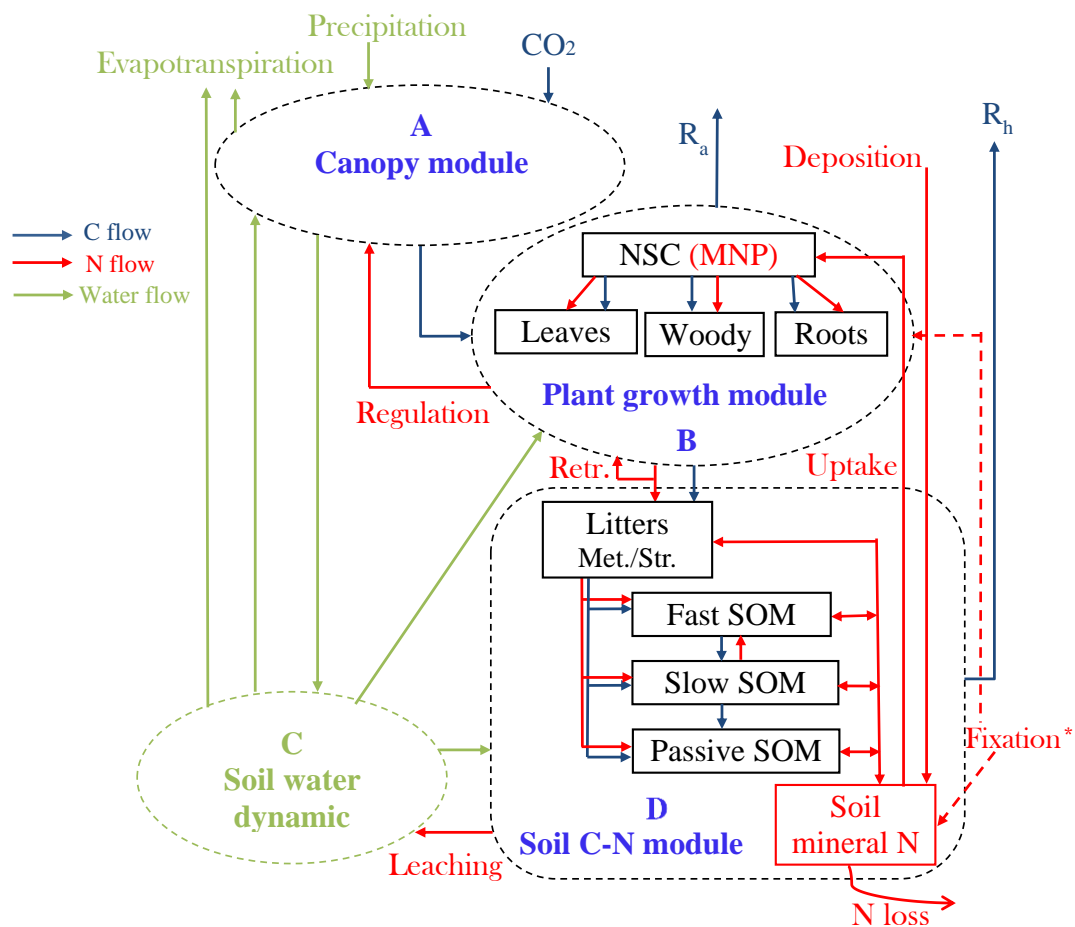 Precipitation
CO2
Evapotranspiration
A
Canopy module
Ra
Rh
Deposition
C flow
N flow
Water flow
NSC (MNP)
Leaves
Woody
Roots
Plant growth module
B
Regulation
Retr.
Uptake
Litters
Met./Str.
Fast SOM
Slow SOM
Passive SOM
Fixation*
C
Soil water
dynamic
D
Soil C-N module
Soil
mineral N
Leaching
N loss